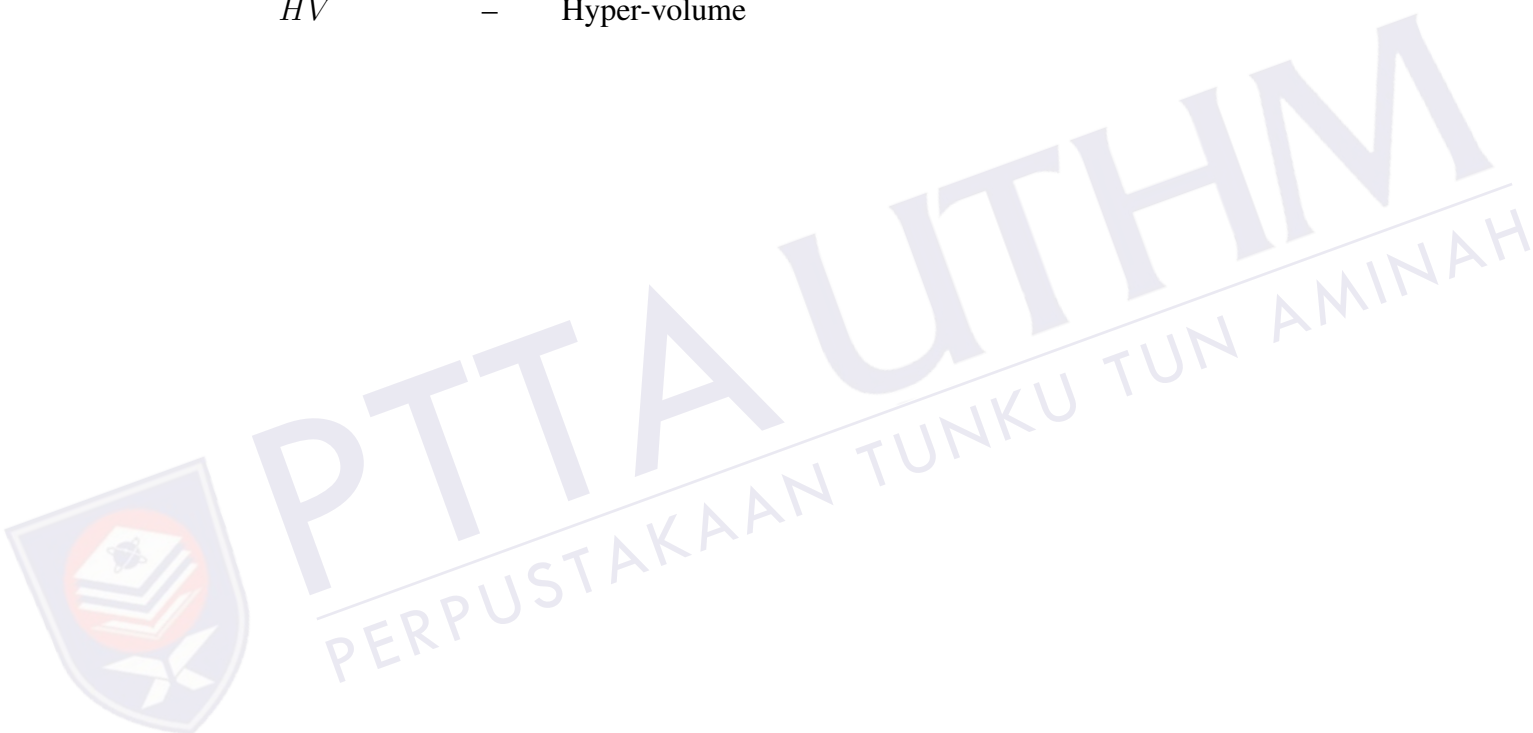 HV – Hyper-volume
PTTA UTHM
PERPUSTAKAAN TUNKU TUN AMINAH